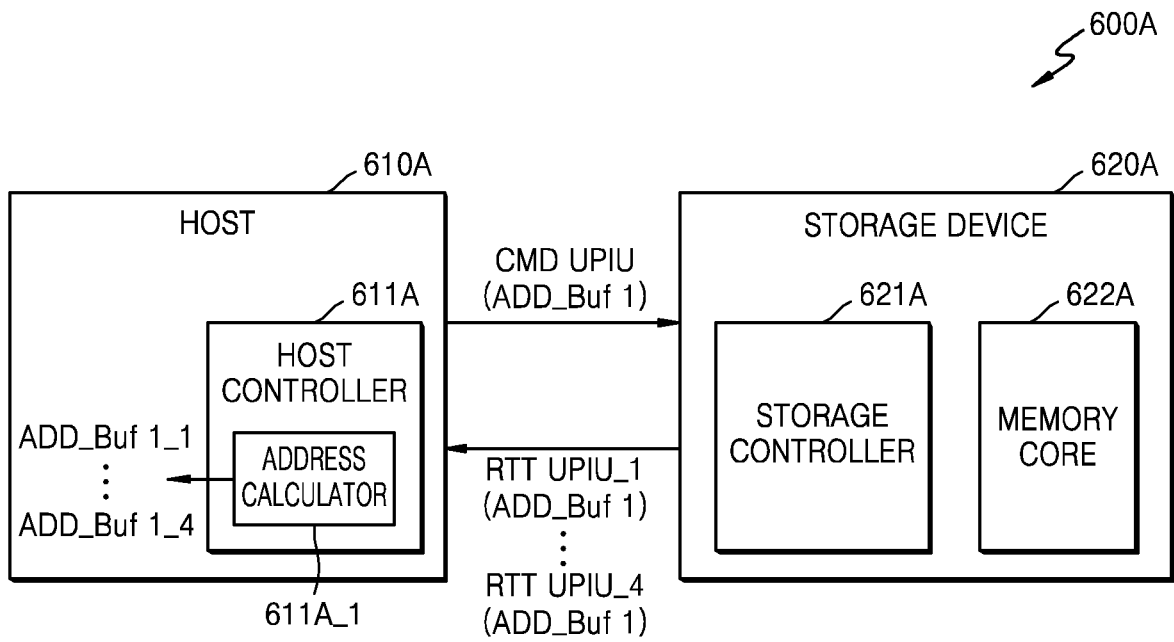 600A
610A
620A
HOST
STORAGE DEVICE
CMD UPIU
(ADD_Buf 1)
611A
621A
622A
HOST
CONTROLLER
STORAGE
CONTROLLER
MEMORY
CORE
ADD_Buf 1_1
ADD_Buf 1_4
ADDRESS
CALCULATOR
RTT UPIU_1
(ADD_Buf 1)
RTT UPIU_4
(ADD_Buf 1)
611A_1